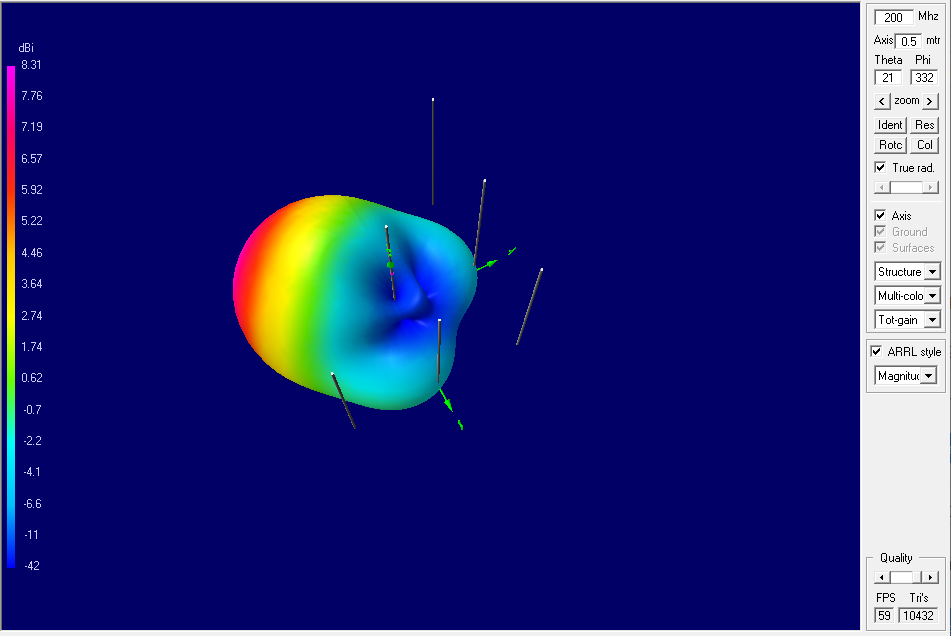 dBi
8.31
7.76
7.19
6.57
5.92
5.22
4.46
3.64
2.74
1.74
0.62
-0.7
-2.2
-4.1
-6.6
-11
-42
200 Mhz
Axis 0.5 mtr
Theta Phi
21 332
< zoom >
Ident Res
Rotc Col
True rad.
Axis
Ground
Surfaces
Structure
Multi-colo
Tot-gain
ARRL style
Magnitu
Quality
FPS Tri's
59 10432